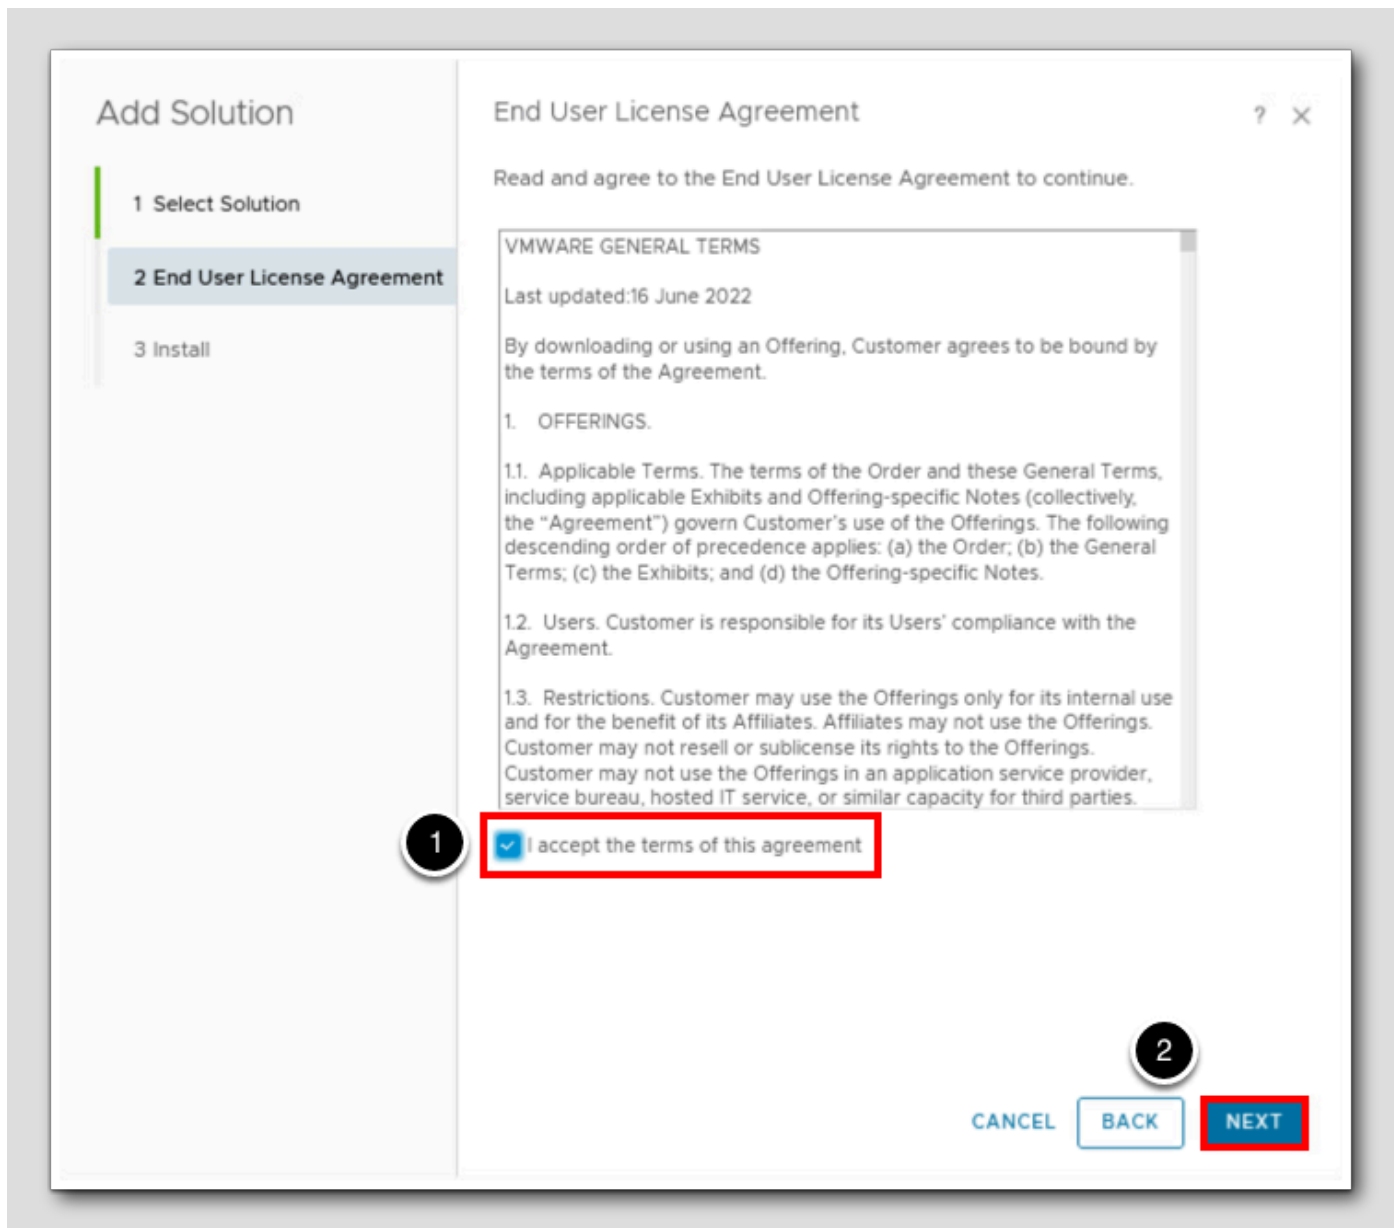 Add Solution
1 Select Solution
2 End User License Agreement
3 Install
End User License Agreement
?
Read and agree to the End User License Agreement to continue.
VMWARE GENERAL TERMS
Last updated:16 June 2022
By downloading or using an Offering, Customer agrees to be bound by
the terms of the Agreement.
1. OFFERINGS.
1.1. Applicable Terms. The terms of the Order and these General Terms,
including applicable Exhibits and Offering-specific Notes (collectively,
the “Agreement”) govern Customer’s use of the Offerings. The following
descending order of precedence applies: (a) the Order; (b) the General
Terms; (c) the Exhibits; and (d) the Offering-specific Notes.
1.2. Users. Customer is responsible for its Users’ compliance with the
Agreement.
1.3. Restrictions. Customer may use the Offerings only for its internal use
and for the benefit of its Affiliates. Affiliates may not use the Offerings.
Customer may not resell or sublicense its rights to the Offerings.
Customer may not use the Offerings in an application service provider,
service bureau, hosted IT service, or similar capacity for third parties.
1
I accept the terms of this agreement
2
CANCEL BACK NEXT